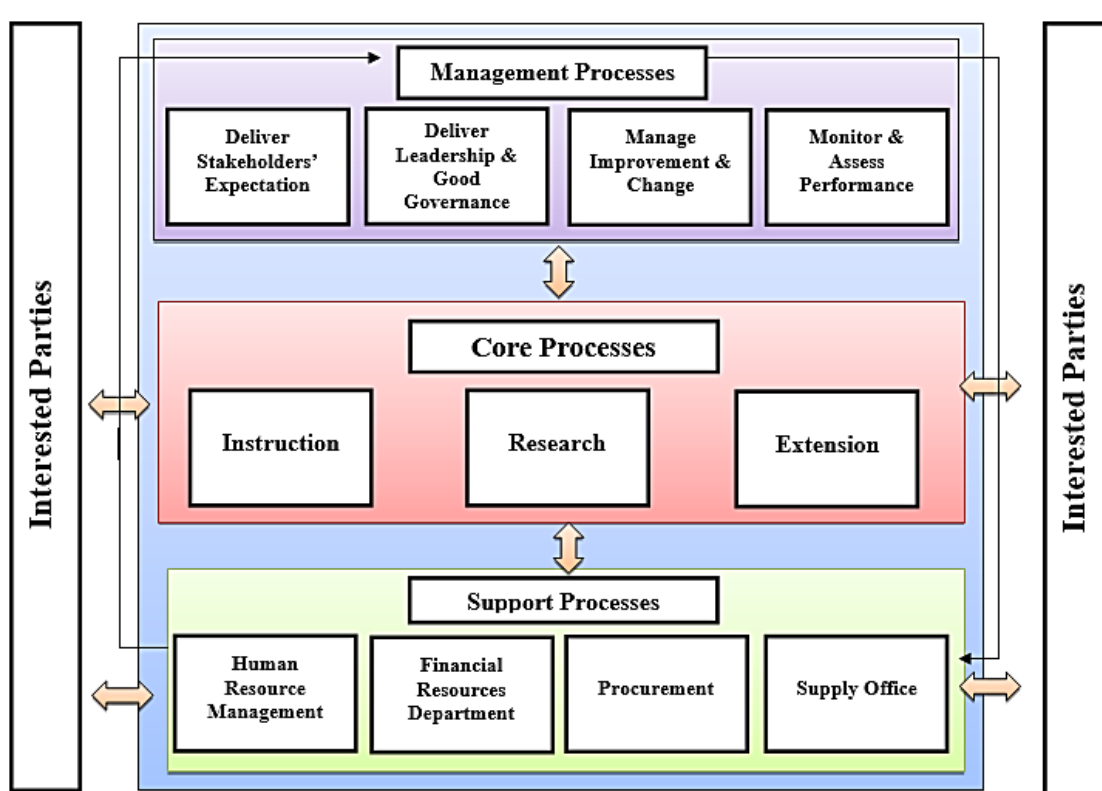 Interested Parties
Management Processes
Deliver
Stakeholders’
Expectation
Deliver
Leadership &
Good
Governance
Manage
Improvement &
Change
Monitor &
Assess
Performance
Core Processes
Instruction
Research
Extension
Support Processes
Human
Resource
Management
Financial
Resources
Department
Procurement
Supply Office
Interested Parties